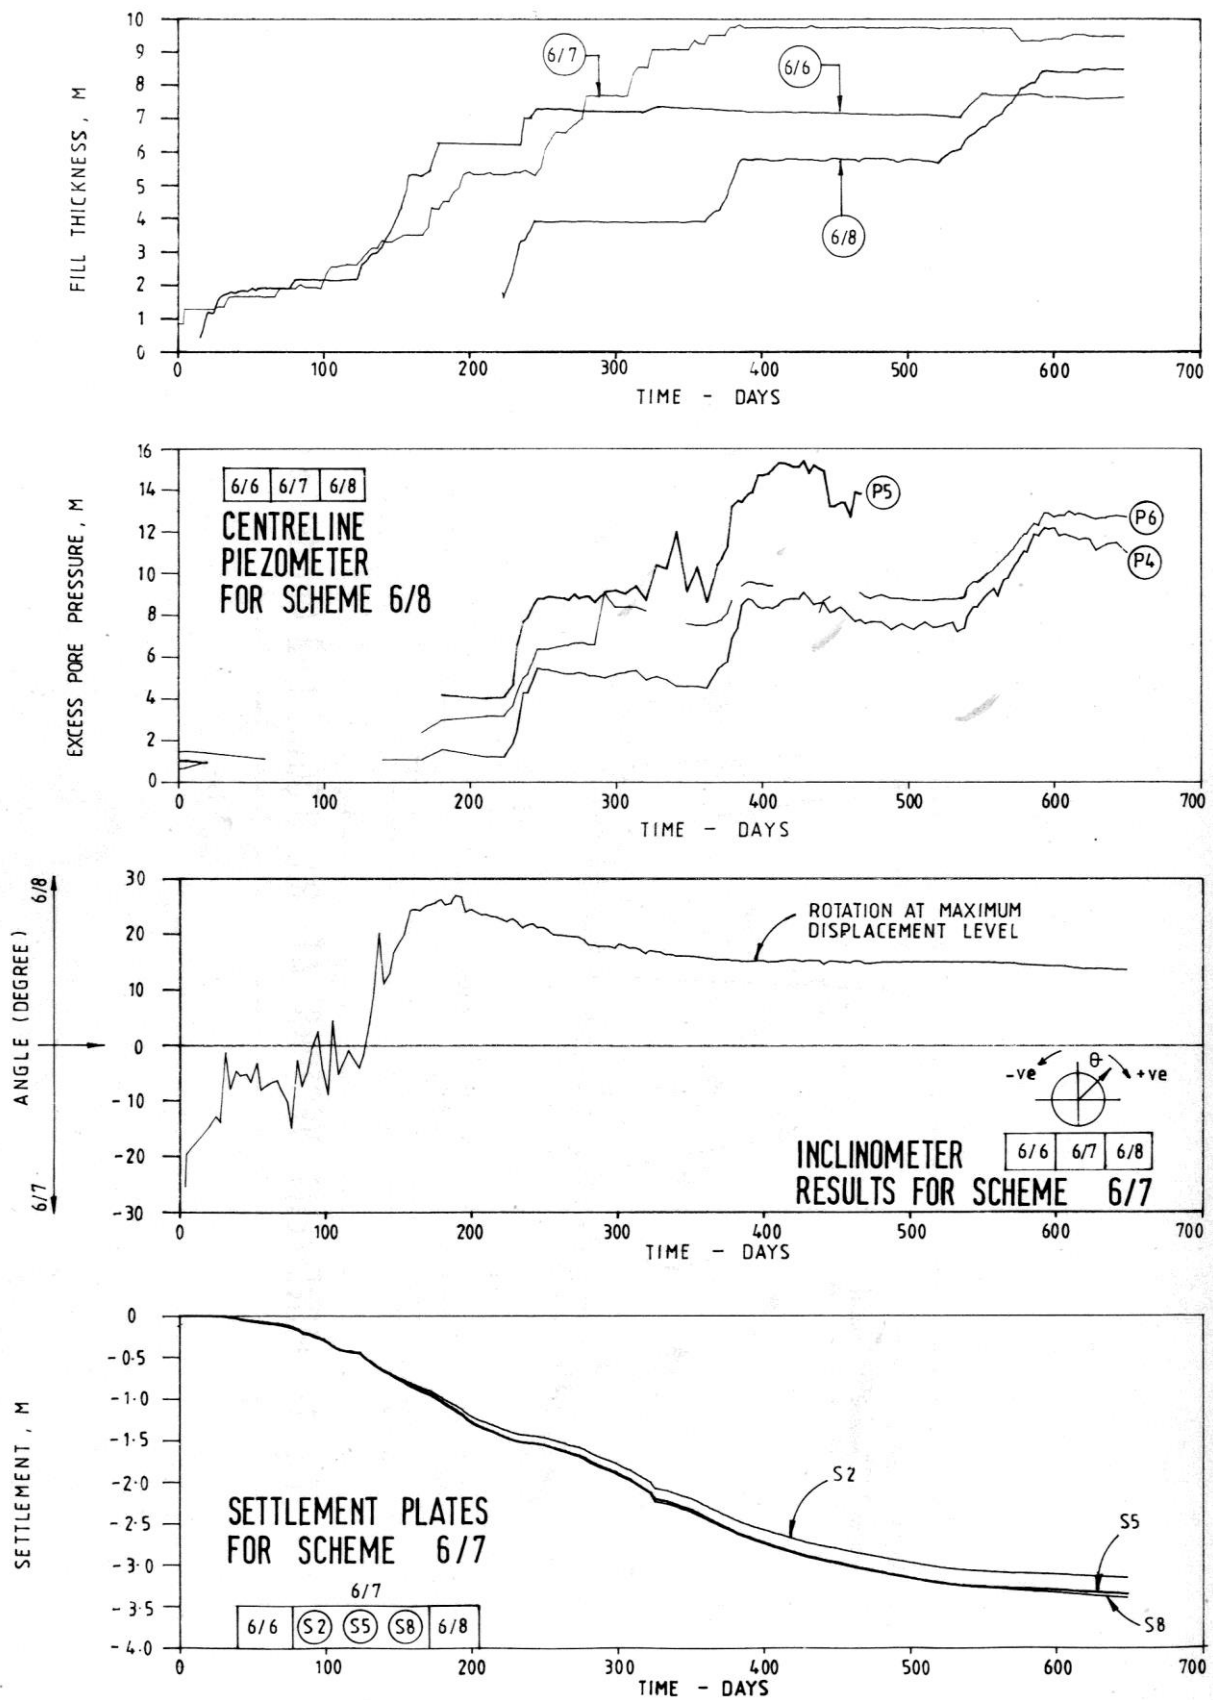 10
9
8
7
6
5
4
3
2
1
0
FILL THICKNESS, M
6/7
6/6
6/8
0 100 200 300 400 500 600 700
TIME - DAYS
16
14
12
10
8
6
4
2
0
EXCESS PORE PRESSURE, M
6/6 6/7 6/8
CENTRELINE
PIEZOMETER
FOR SCHEME 6/8
P5
P6
P4
0 100 200 300 400 500 600 700
TIME - DAYS
30
20
10
0
-10
-20
-30
6/8
ANGLE (DEGREE)
6/7
ROTATION AT MAXIMUM
DISPLACEMENT LEVEL
-ve θ +ve
6/6 6/7 6/8
INCLINOMETER
RESULTS FOR SCHEME 6/7
0 100 200 300 400 500 600 700
TIME - DAYS
0
-0·5
-1·0
-1·5
-2·0
-2·5
-3·0
-3·5
-4·0
SETTLEMENT, M
S2
S5
S8
SETTLEMENT PLATES
FOR SCHEME 6/7
6/7
6/6 S2 S5 S8 6/8
0 100 200 300 400 500 600 700
TIME - DAYS